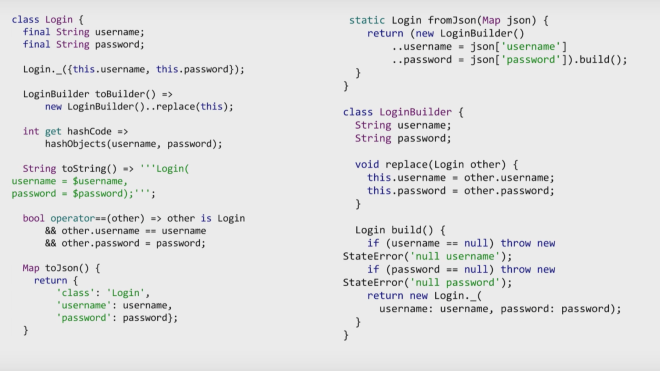 class Login {
  final String username;
  final String password;

  Login._({this.username, this.password});

  LoginBuilder toBuilder() =>
      new LoginBuilder()..replace(this);

  int get hashCode =>
      hashObjects(username, password);

  String toString() => '''Login(
username = $username,
password = $password);''';

  bool operator==(other) => other is Login
      && other.username == username
      && other.password = password;

  Map toJson() {
    return {
        'class': 'Login',
        'username': username,
        'password': password};
  }

  static Login fromJson(Map json) {
    return (new LoginBuilder()
        ..username = json['username']
        ..password = json['password']).build();
  }
}

class LoginBuilder {
  String username;
  String password;

  void replace(Login other) {
    this.username = other.username;
    this.password = other.password;
  }

  Login build() {
    if (username == null) throw new
StateError('null username');
    if (password == null) throw new
StateError('null password');
    return new Login._(
      username: username, password: password);
  }
}